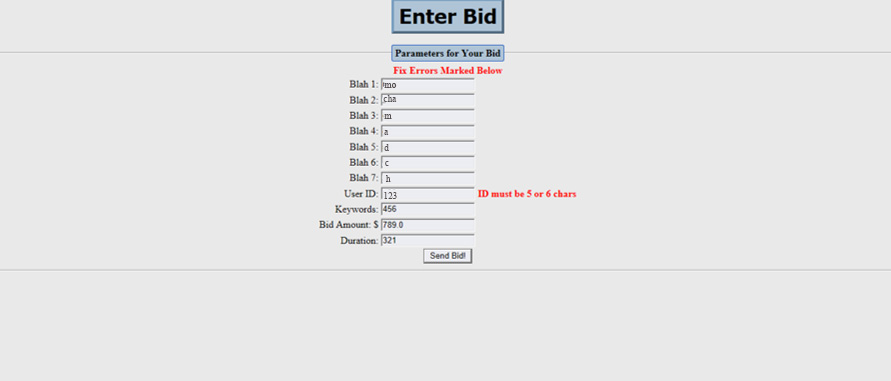 Enter Bid
Parameters for Your Bid
Fix Errors Marked Below
Blah 1: mo
Blah 2: cha
Blah 3: m
Blah 4: a
Blah 5: d
Blah 6: c
Blah 7: h
User ID: 123 ID must be 5 or 6 chars
Keywords: 456
Bid Amount: $ 789.0
Duration: 321
Send Bid!